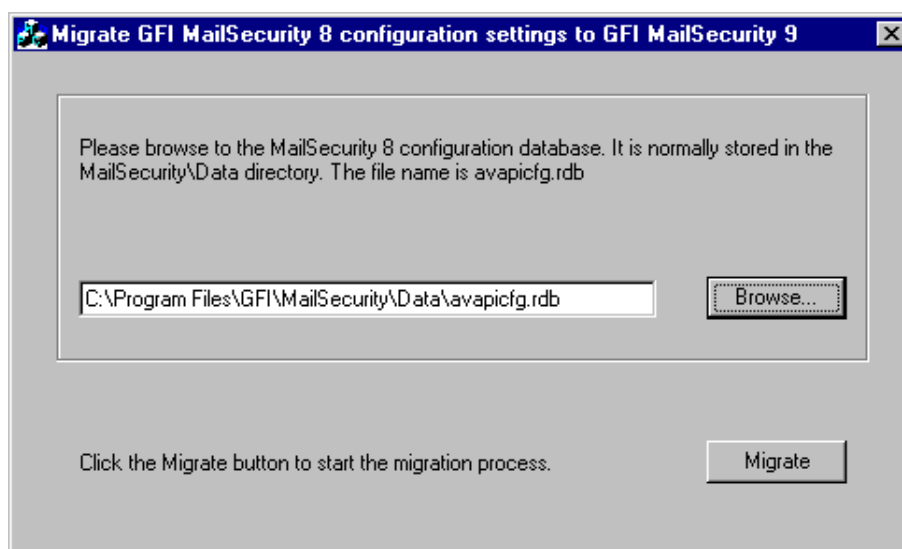 Migrate GFI MailSecurity 8 configuration settings to GFI MailSecurity 9
Please browse to the MailSecurity 8 configuration database. It is normally stored in the
MailSecurity\Data directory. The file name is avapicfg.rdb
C:\Program Files\GFI\MailSecurity\Data\avapicfg.rdb
Browse...
Click the Migrate button to start the migration process.
Migrate